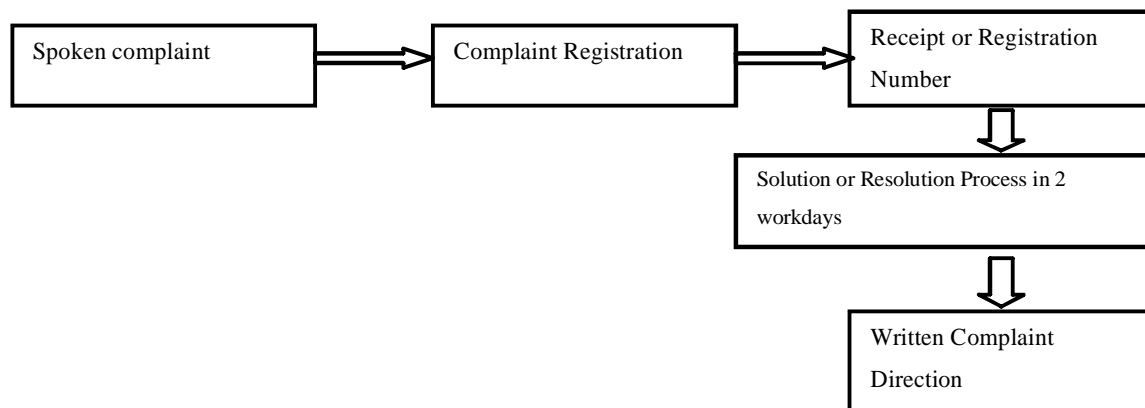 Spoken complaint
Complaint Registration
Receipt or Registration
Number
Solution or Resolution Process in 2
workdays
Written Complaint
Direction